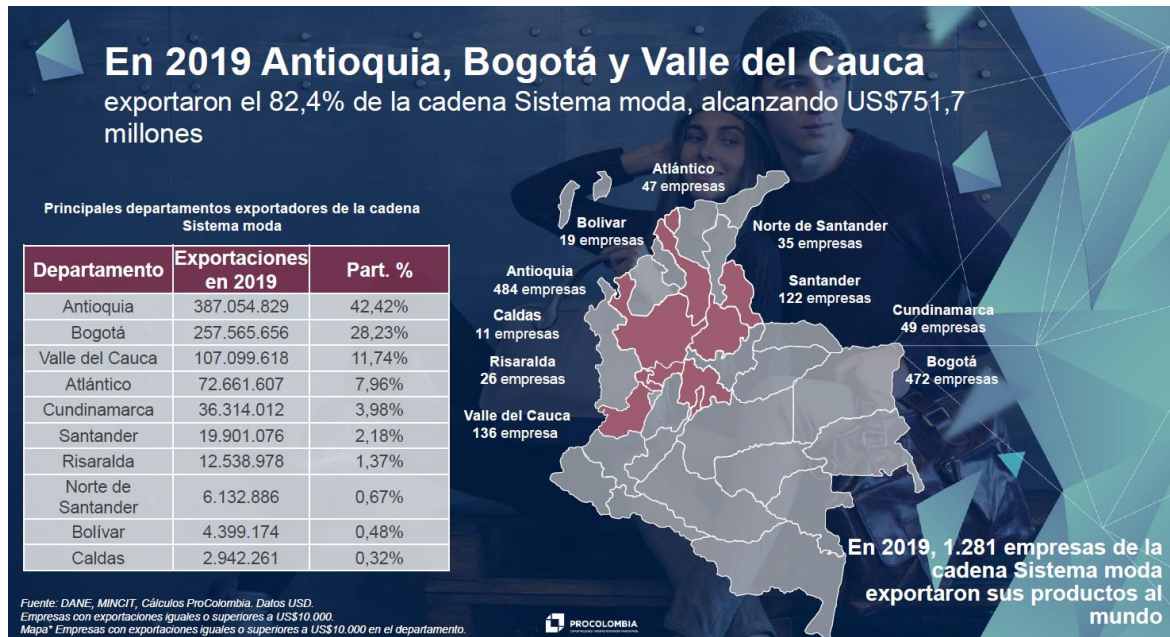 En 2019 Antioquia, Bogotá y Valle del Cauca
exportaron el 82,4% de la cadena Sistema moda, alcanzando US$751,7
millones
Principales departamentos exportadores de la cadena
Sistema moda
Departamento Exportaciones en 2019 Part. %
Antioquia 387.054.829 42,42%
Bogotá 257.565.656 28,23%
Valle del Cauca 107.099.618 11,74%
Atlántico 72.661.607 7,96%
Cundinamarca 36.314.012 3,98%
Santander 19.901.076 2,18%
Risaralda 12.538.978 1,37%
Norte de Santander 6.132.886 0,67%
Bolívar 4.399.174 0,48%
Caldas 2.942.261 0,32%
Atlántico
47 empresas
Bolivar
19 empresas
Norte de Santander
35 empresas
Antioquia
484 empresas
Santander
122 empresas
Caldas
11 empresas
Cundinamarca
49 empresas
Risaralda
26 empresas
Bogotá
472 empresas
Valle del Cauca
136 empresa
En 2019, 1.281 empresas de la
cadena Sistema moda
exportaron sus productos al
mundo
Fuente: DANE, MINCIT, Cálculos ProColombia. Datos USD.
Empresas con exportaciones iguales o superiores a US$10.000.
Mapa* Empresas con exportaciones iguales o superiores a US$10.000 en el departamento.
PROCOLOMBIA